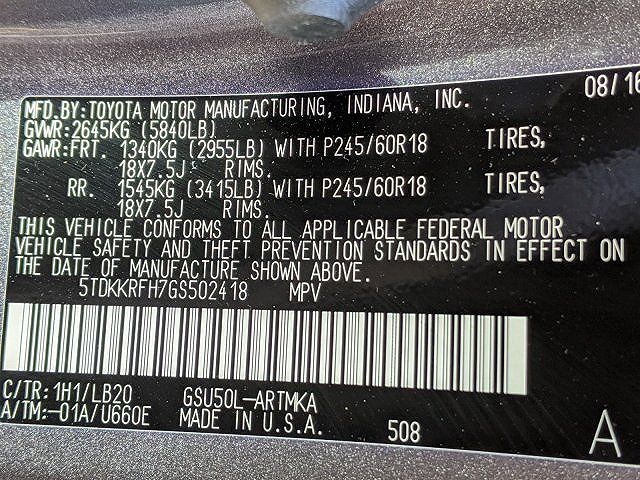 08/16
MFD.BY:TOYOTA MOTOR MANUFACTURING, INDIANA, INC.
GVWR:2645KG (5840LB)
GAWR:FRT. 1340KG (2955LB) WITH P245/60R18 TIRES,
18X7.5J RIMS.
RR. 1545KG (3415LB) WITH P245/60R18 TIRES,
18X7.5J RIMS.
THIS VEHICLE CONFORMS TO ALL APPLICABLE FEDERAL MOTOR
VEHICLE SAFETY AND THEFT PREVENTION STANDARDS IN EFFECT ON
THE DATE OF MANUFACTURE SHOWN ABOVE.
5TDKKRFH7GS502418 MPV
C/TR:1H1/LB20 GSU50L-ARTMKA
A/TM:-01A/U660E MADE IN U.S.A. 508 A